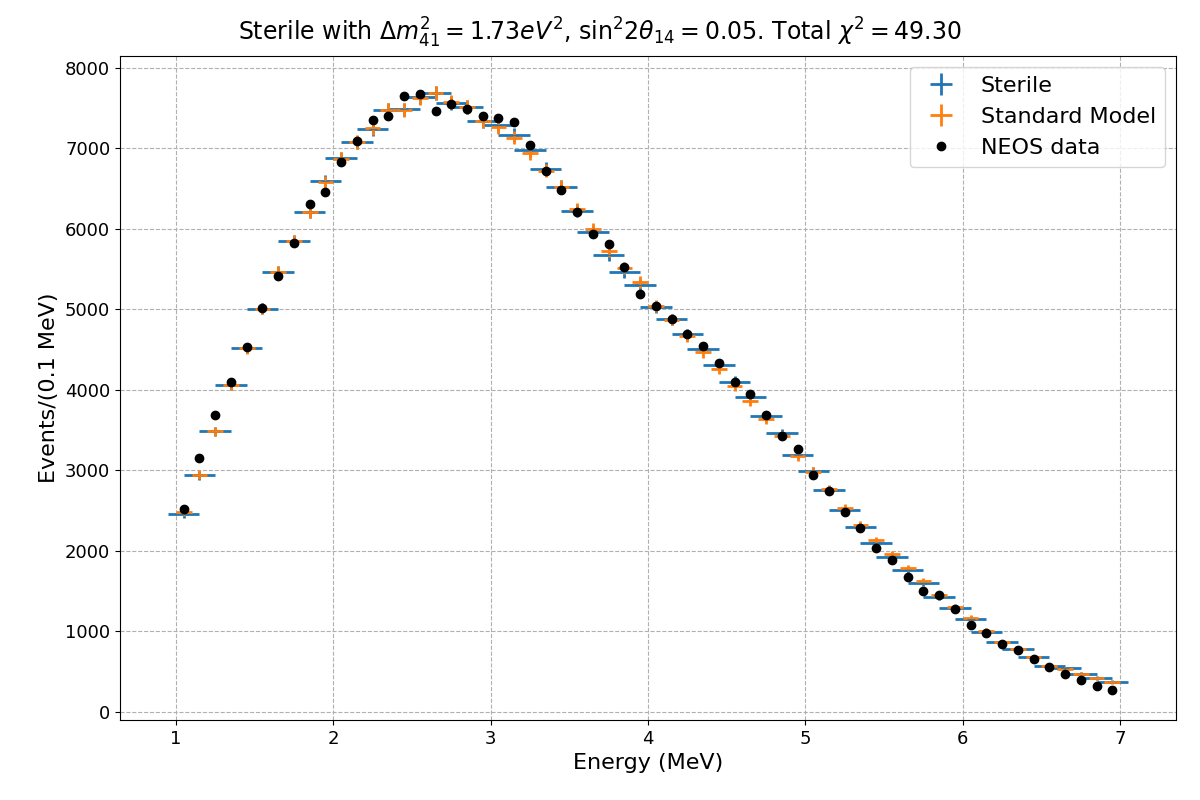 Sterile with Δm²₄₁ = 1.73eV², sin²2θ₁₄ = 0.05. Total χ² = 49.30
Sterile
Standard Model
NEOS data
Events/(0.1 MeV)
8000
7000
6000
5000
4000
3000
2000
1000
0
1 2 3 4 5 6 7
Energy (MeV)